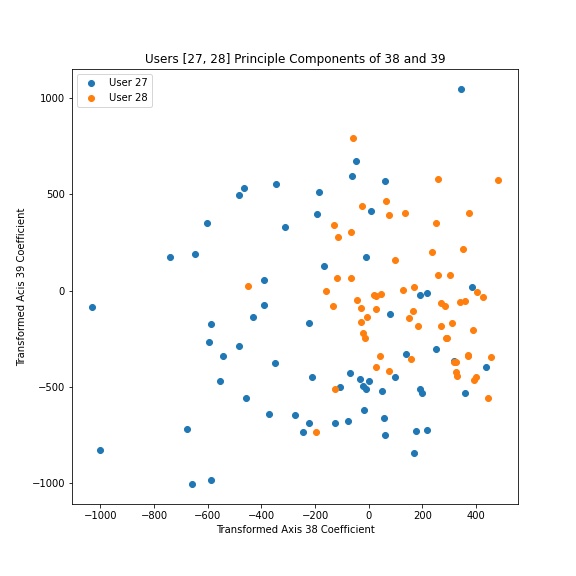 Users [27, 28] Principle Components of 38 and 39
User 27
User 28
Transformed Acis 39 Coefficient
1000
500
0
−500
−1000
−1000 −800 −600 −400 −200 0 200 400
Transformed Axis 38 Coefficient